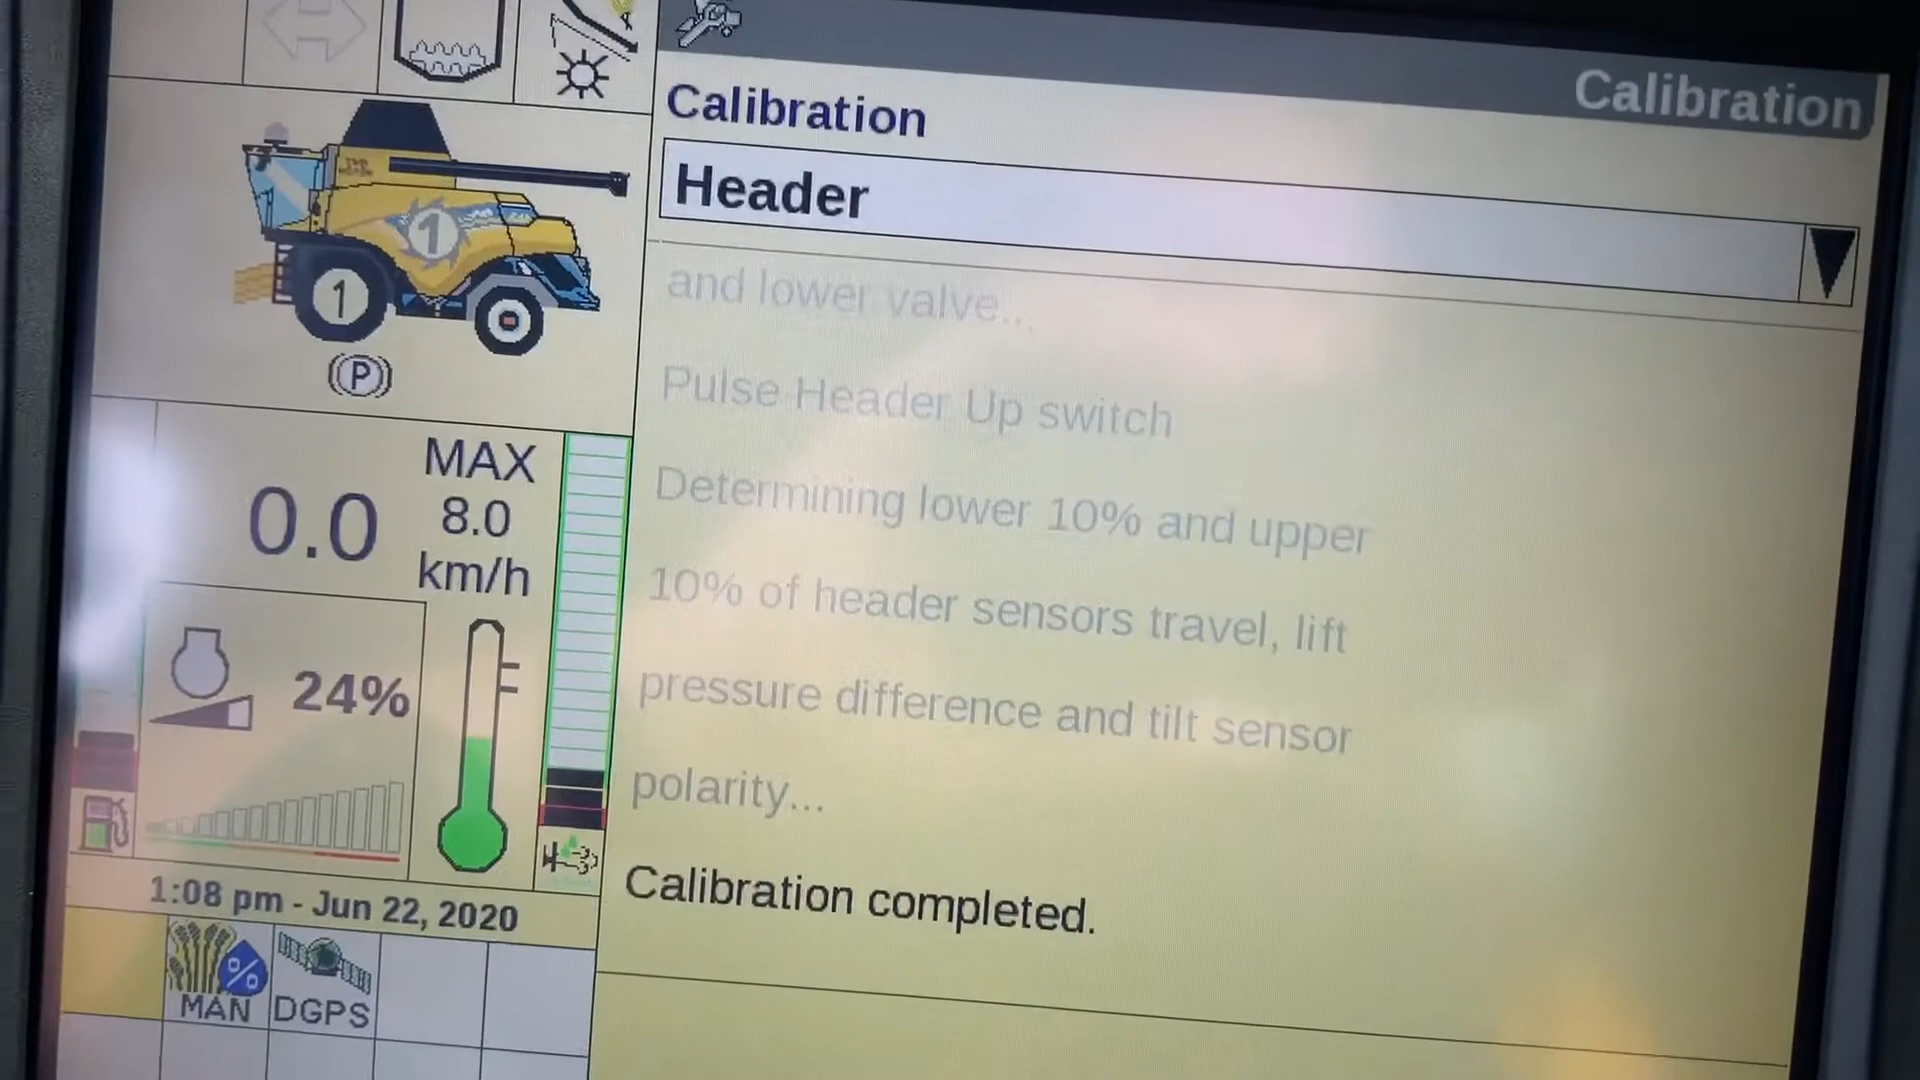 Calibration
Calibration
Header
and lower valve...
Pulse Header Up switch
Determining lower 10% and upper
10% of header sensors travel, lift
pressure difference and tilt sensor
polarity...
Calibration completed.
1
1
(P)
MAX
0.0
8.0
km/h
24%
1:08 pm - Jun 22, 2020
%
MAN
DGPS